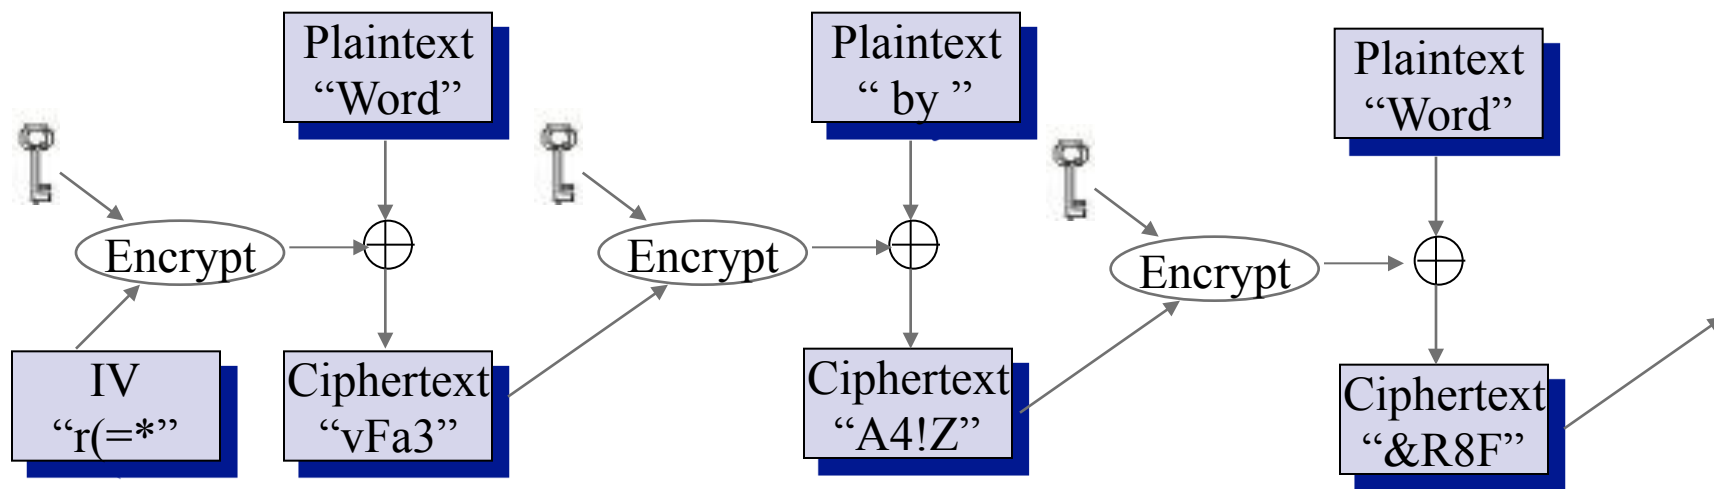 Plaintext
“Word”
Plaintext
“ by ”
Plaintext
“Word”
Encrypt
Encrypt
Encrypt
IV
“r(=*”
Ciphertext
“vFa3”
Ciphertext
“A4!Z”
Ciphertext
“&R8F”